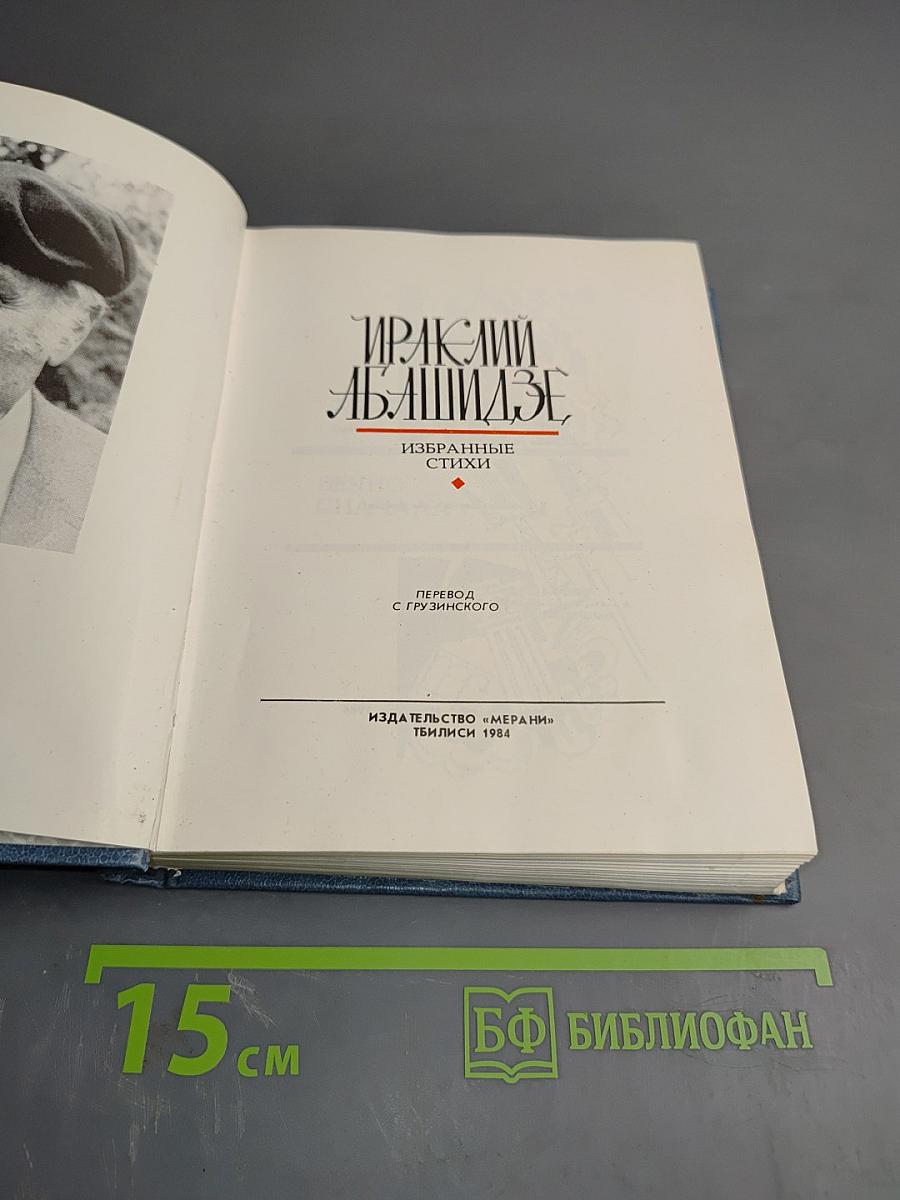 ИРАКЛИЙ
АБАШИДЗЕ
ИЗБРАННЫЕ
СТИХИ
ПЕРЕВОД
С ГРУЗИНСКОГО
ИЗДАТЕЛЬСТВО «МЕРАНИ»
ТБИЛИСИ 1984
15 см
БФ БИБЛИОФАН